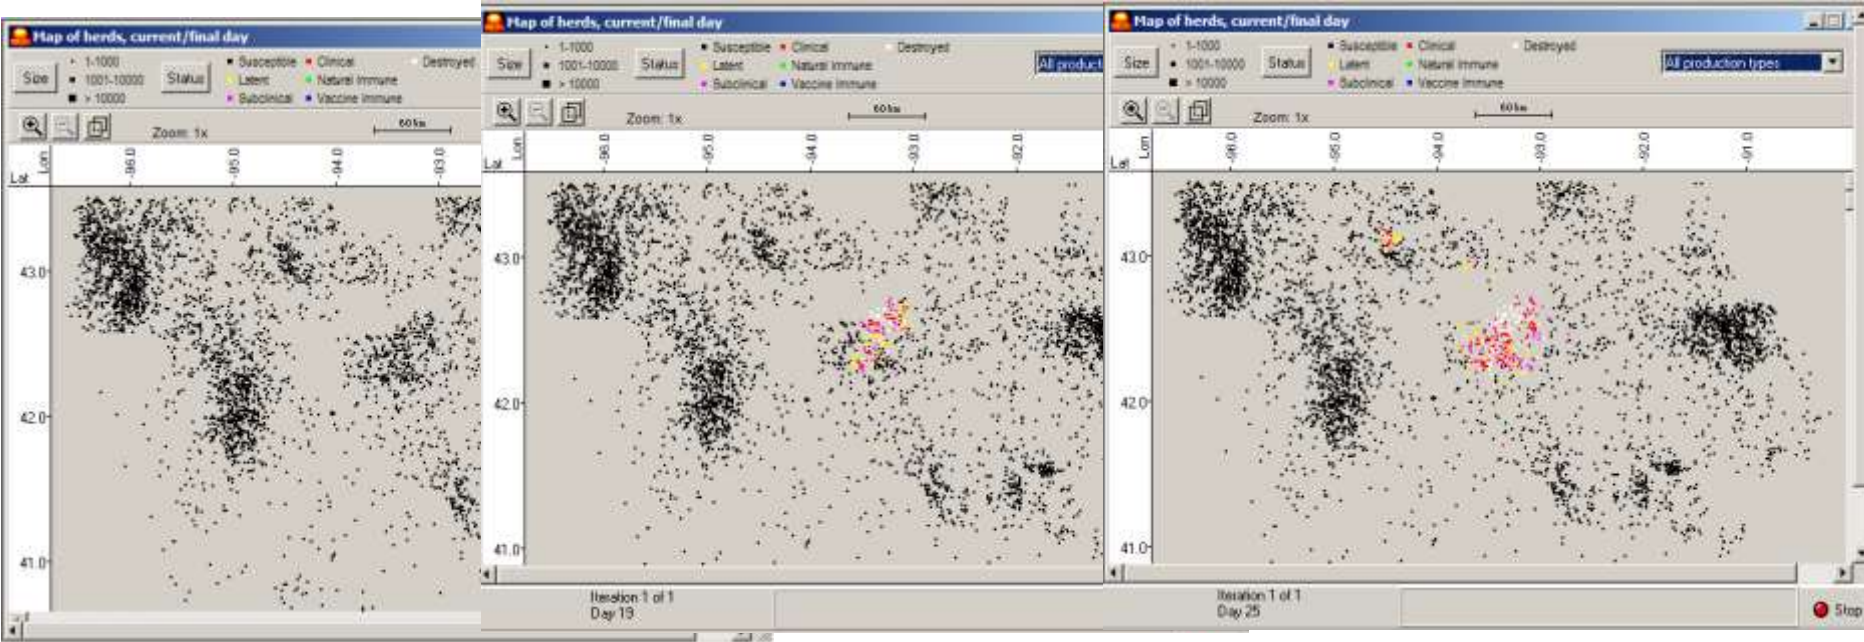 Map of herds, current/final day
Size
1-1000
1001-10000
> 10000
Status
Susceptible
Latent
Subclinical
Clinical
Natural Immune
Vaccine Immune
Destroyed
Zoom: 1x
60 km
Lon
Lat
-96.0
-95.0
-94.0
-93.0
43.0
42.0
41.0
Map of herds, current/final day
Size
1-1000
1001-10000
> 10000
Status
Susceptible
Latent
Subclinical
Clinical
Natural Immune
Vaccine Immune
Destroyed
All product
Zoom: 1x
60 km
Lon
Lat
-96.0
-95.0
-94.0
-93.0
-92.0
43.0
42.0
41.0
Iteration 1 of 1
Day 19
Map of herds, current/final day
Size
1-1000
1001-10000
> 10000
Status
Susceptible
Latent
Subclinical
Clinical
Natural Immune
Vaccine Immune
Destroyed
All production types
Zoom: 1x
60 km
Lon
Lat
-96.0
-95.0
-94.0
-93.0
-92.0
-91.0
43.0
42.0
41.0
Iteration 1 of 1
Day 25
Stop